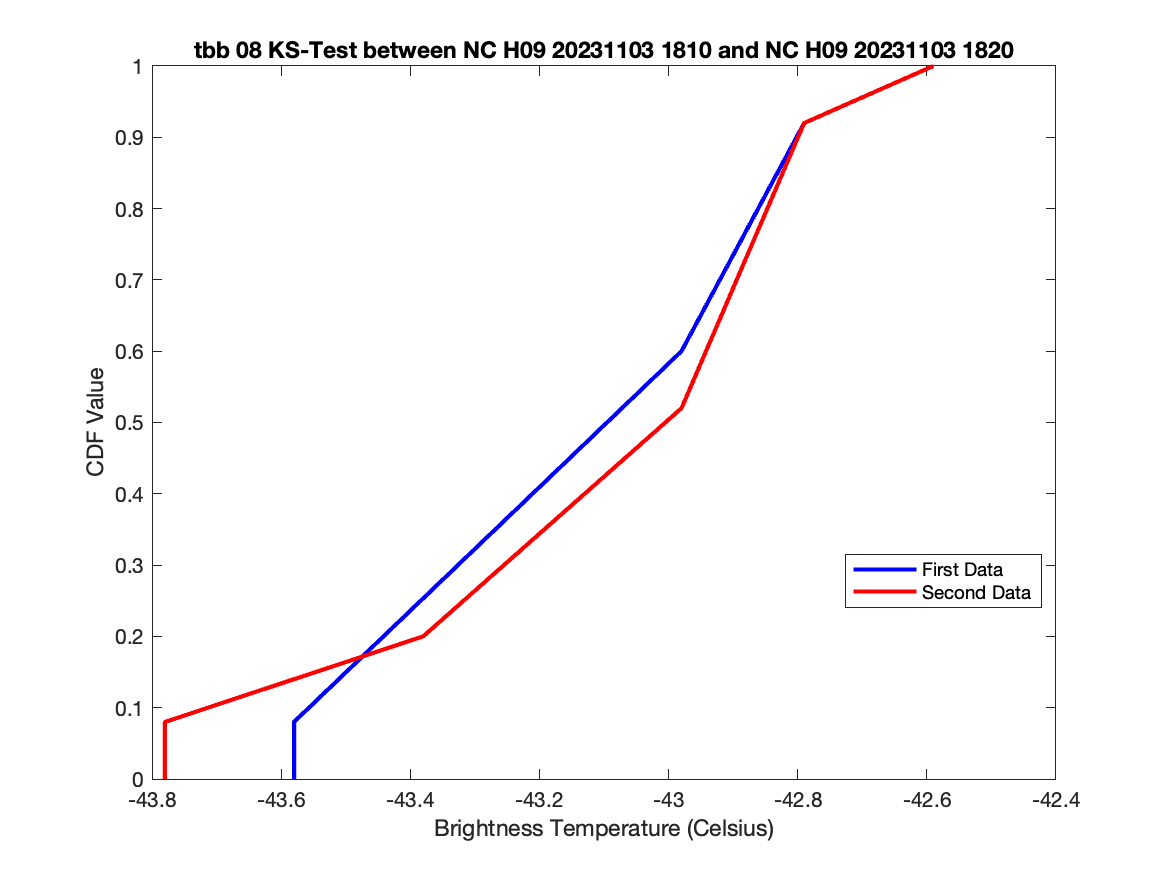 tbb 08 KS-Test between NC H09 20231103 1810 and NC H09 20231103 1820
1
0.9
0.8
0.7
0.6
0.5
0.4
0.3
0.2
0.1
0
CDF Value
First Data
Second Data
-43.8 -43.6 -43.4 -43.2 -43 -42.8 -42.6 -42.4
Brightness Temperature (Celsius)